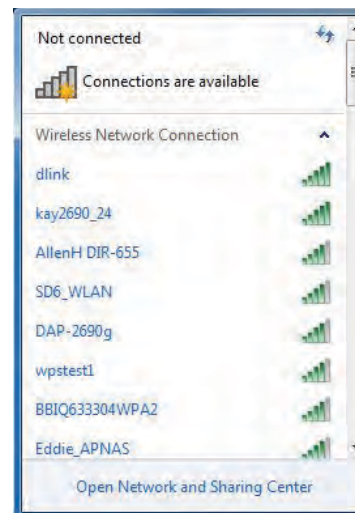 Not connected
Connections are available
Wireless Network Connection
dlink
kay2690_24
AllenH DIR-655
SD6_WLAN
DAP-2690g
wpstest1
BBIQ633304WPA2
Eddie_APNAS
Open Network and Sharing Center